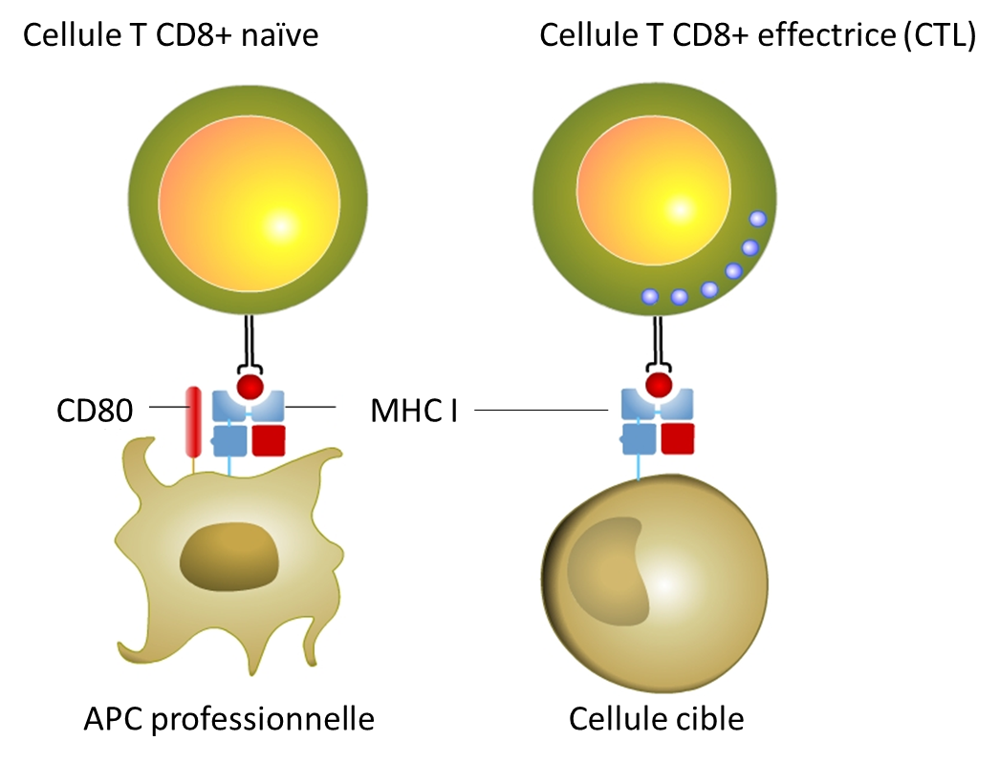 Cellule T CD8+ naïve
Cellule T CD8+ effectrice (CTL)
CD80
MHC I
APC professionnelle
Cellule cible